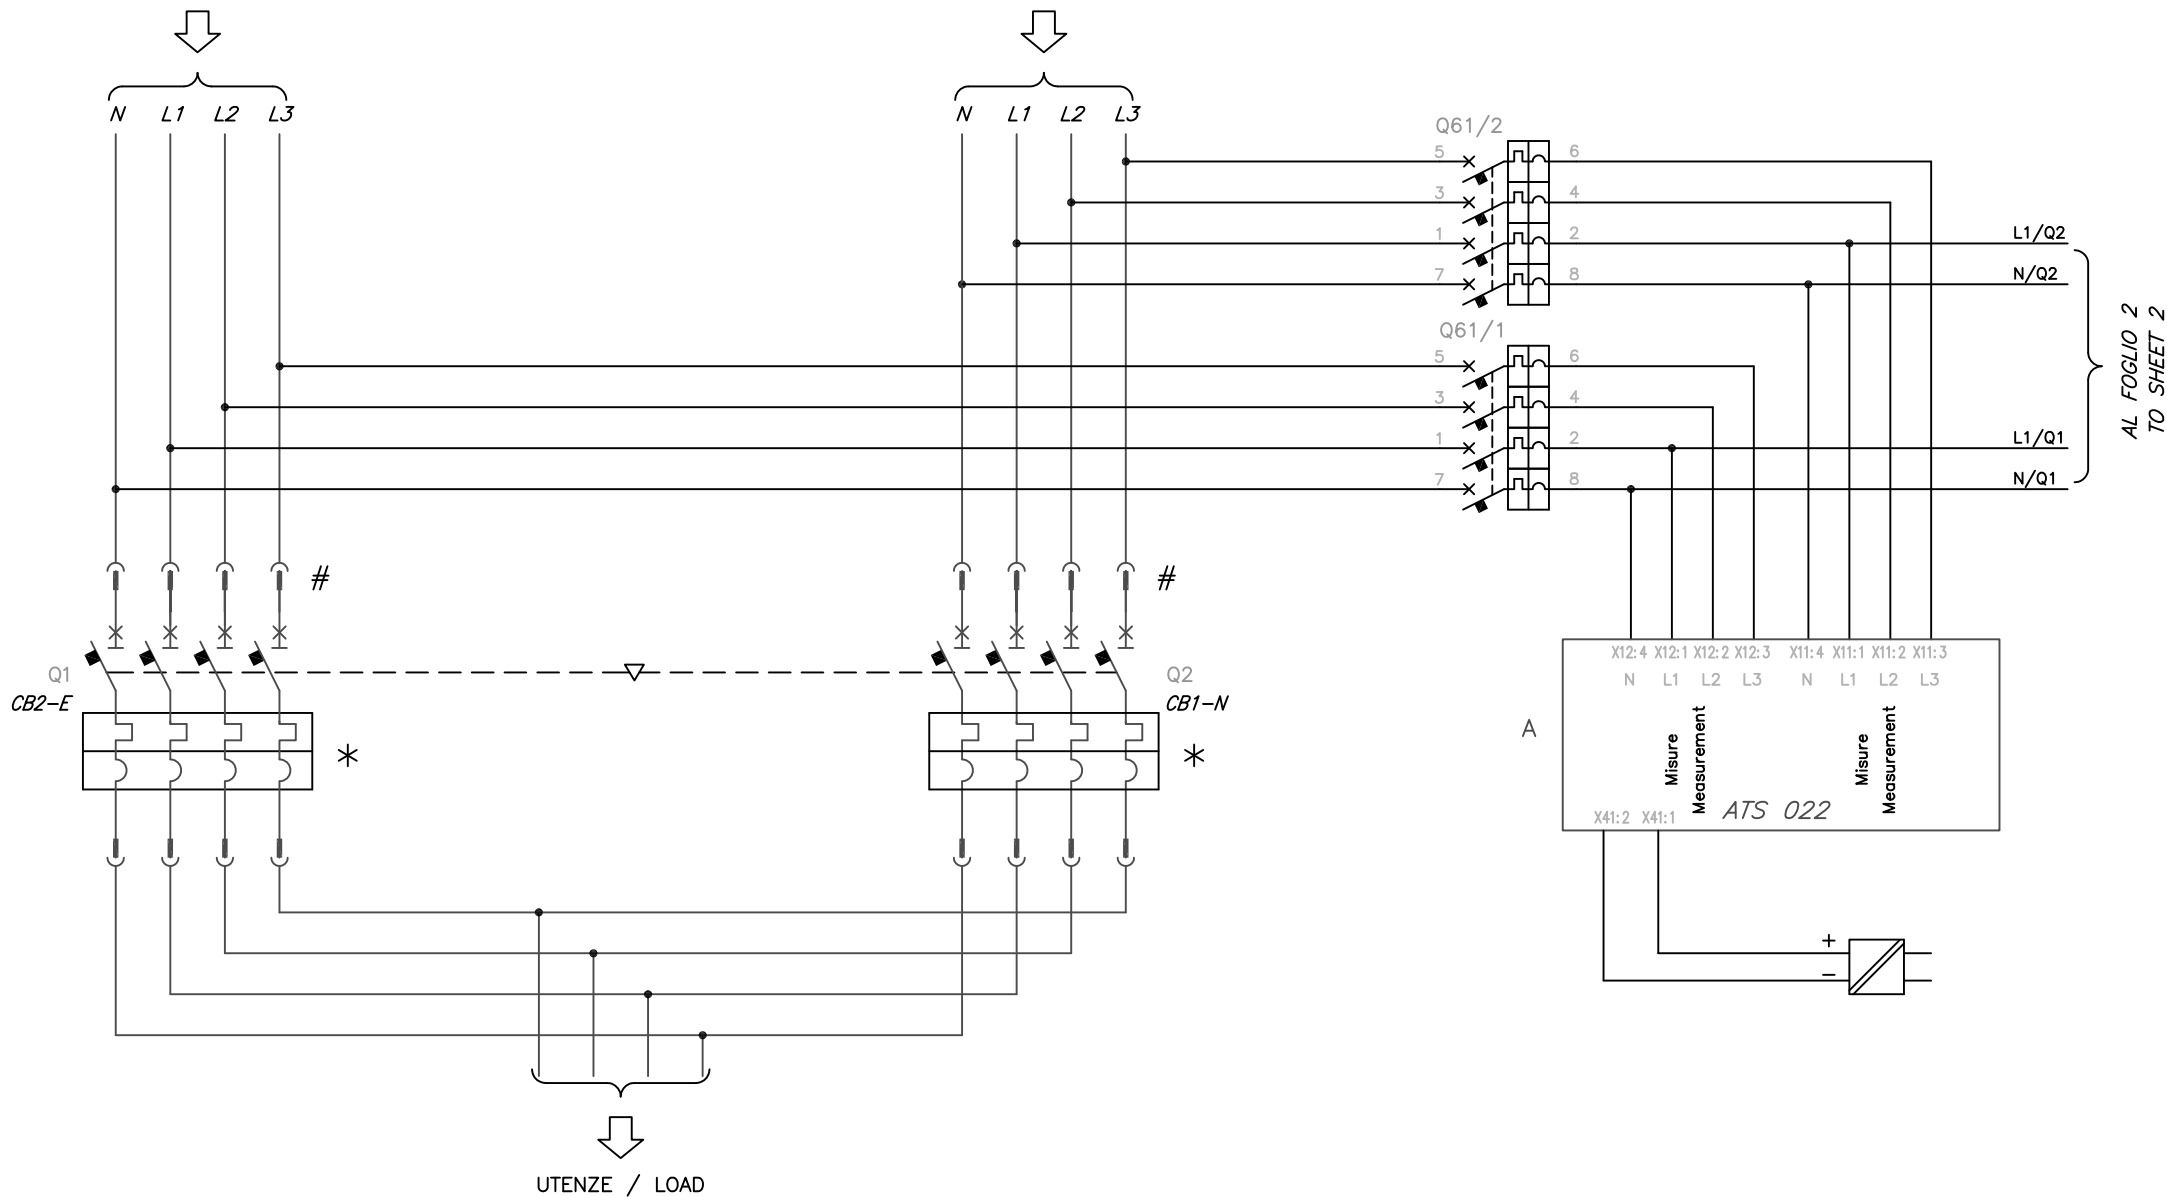 N L1 L2 L3
N L1 L2 L3
Q61/2
5 6
3 4
1 2
7 8
L1/Q2
N/Q2
Q61/1
5 6
3 4
1 2
7 8
L1/Q1
N/Q1
AL FOGLIO 2
TO SHEET 2
#
#
Q1
CB2-E
Q2
CB1-N
*
*
A
X12:4 X12:1 X12:2 X12:3 X11:4 X11:1 X11:2 X11:3
N L1 L2 L3 N L1 L2 L3
Misure
Measurement
Misure
Measurement
ATS 022
X41:2 X41:1
+
-
UTENZE / LOAD